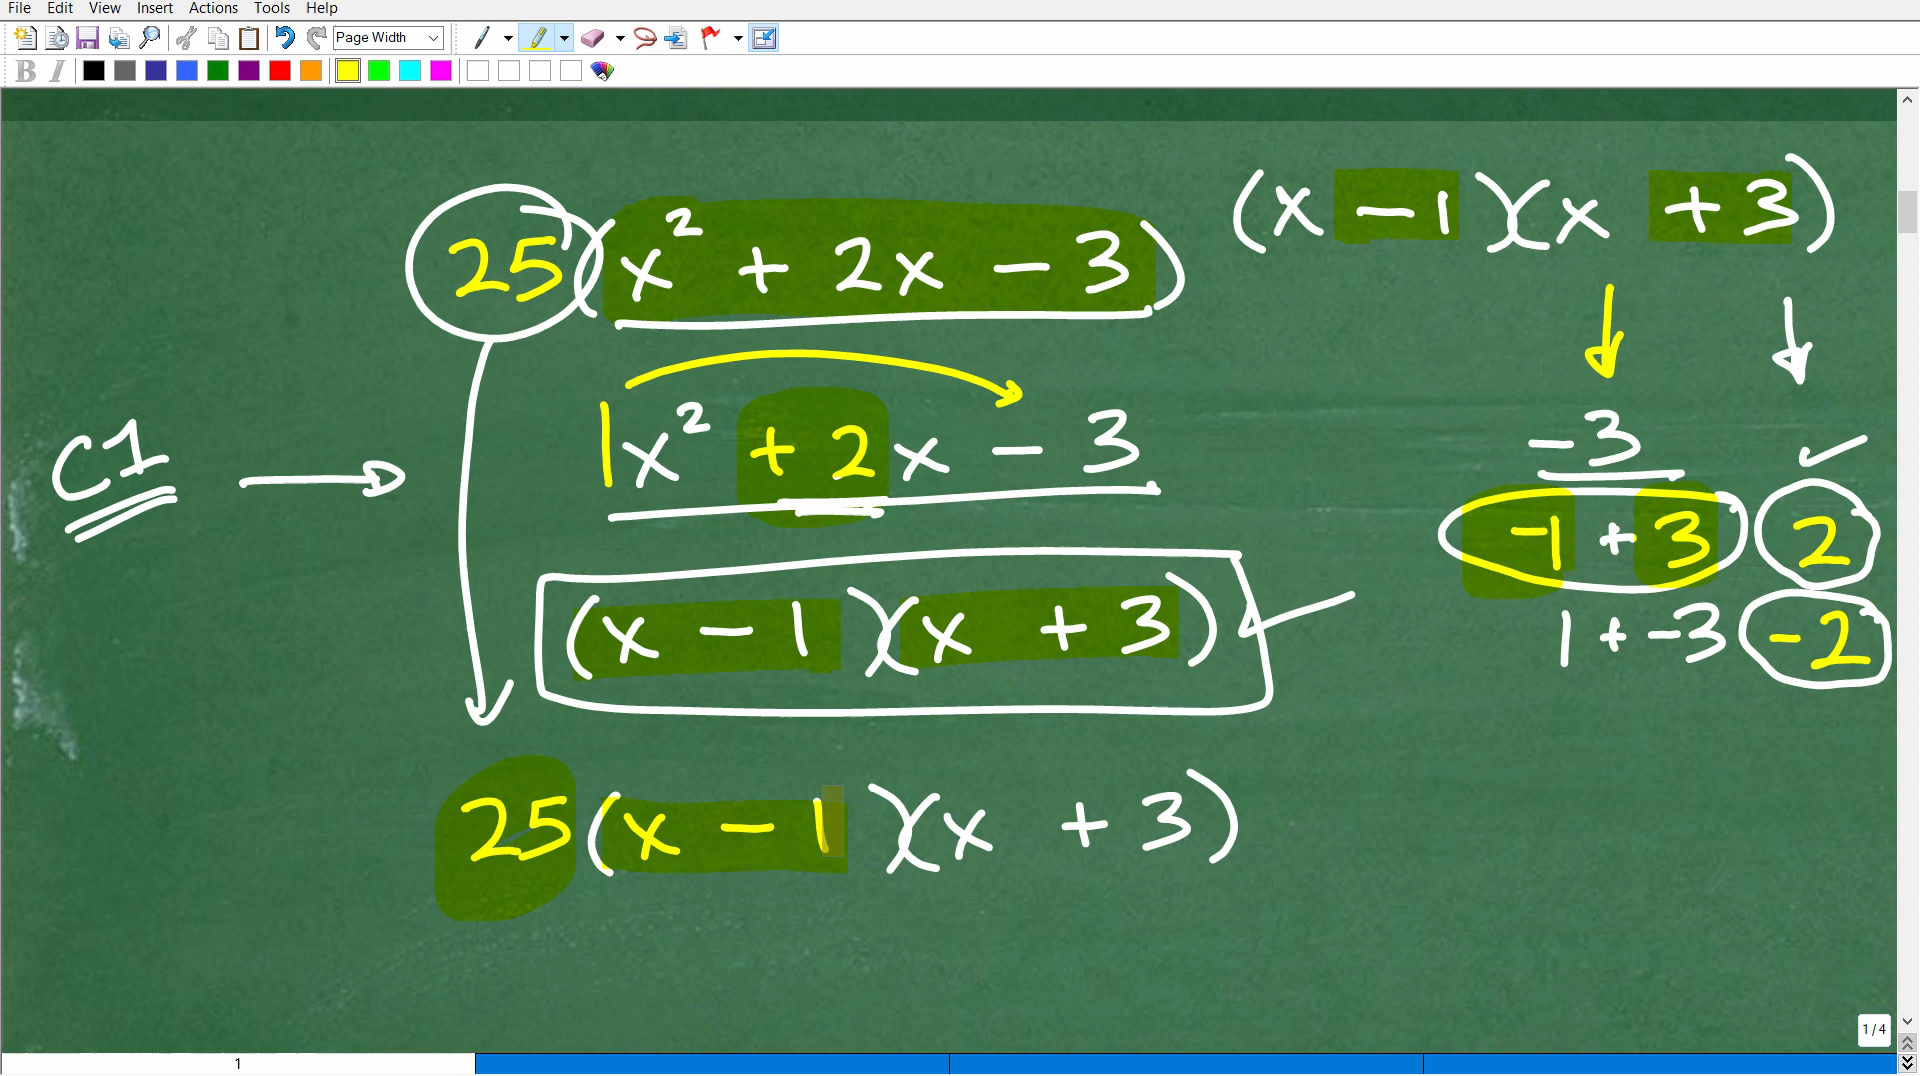 File Edit View Insert Actions Tools Help
Page Width
B I
25(x² + 2x - 3)
(x - 1)(x + 3)
1x² + 2x - 3
C1
-3
-1 + 3 2
1 + -3 -2
(x - 1)(x + 3)
25(x - 1)(x + 3)
1/4
1